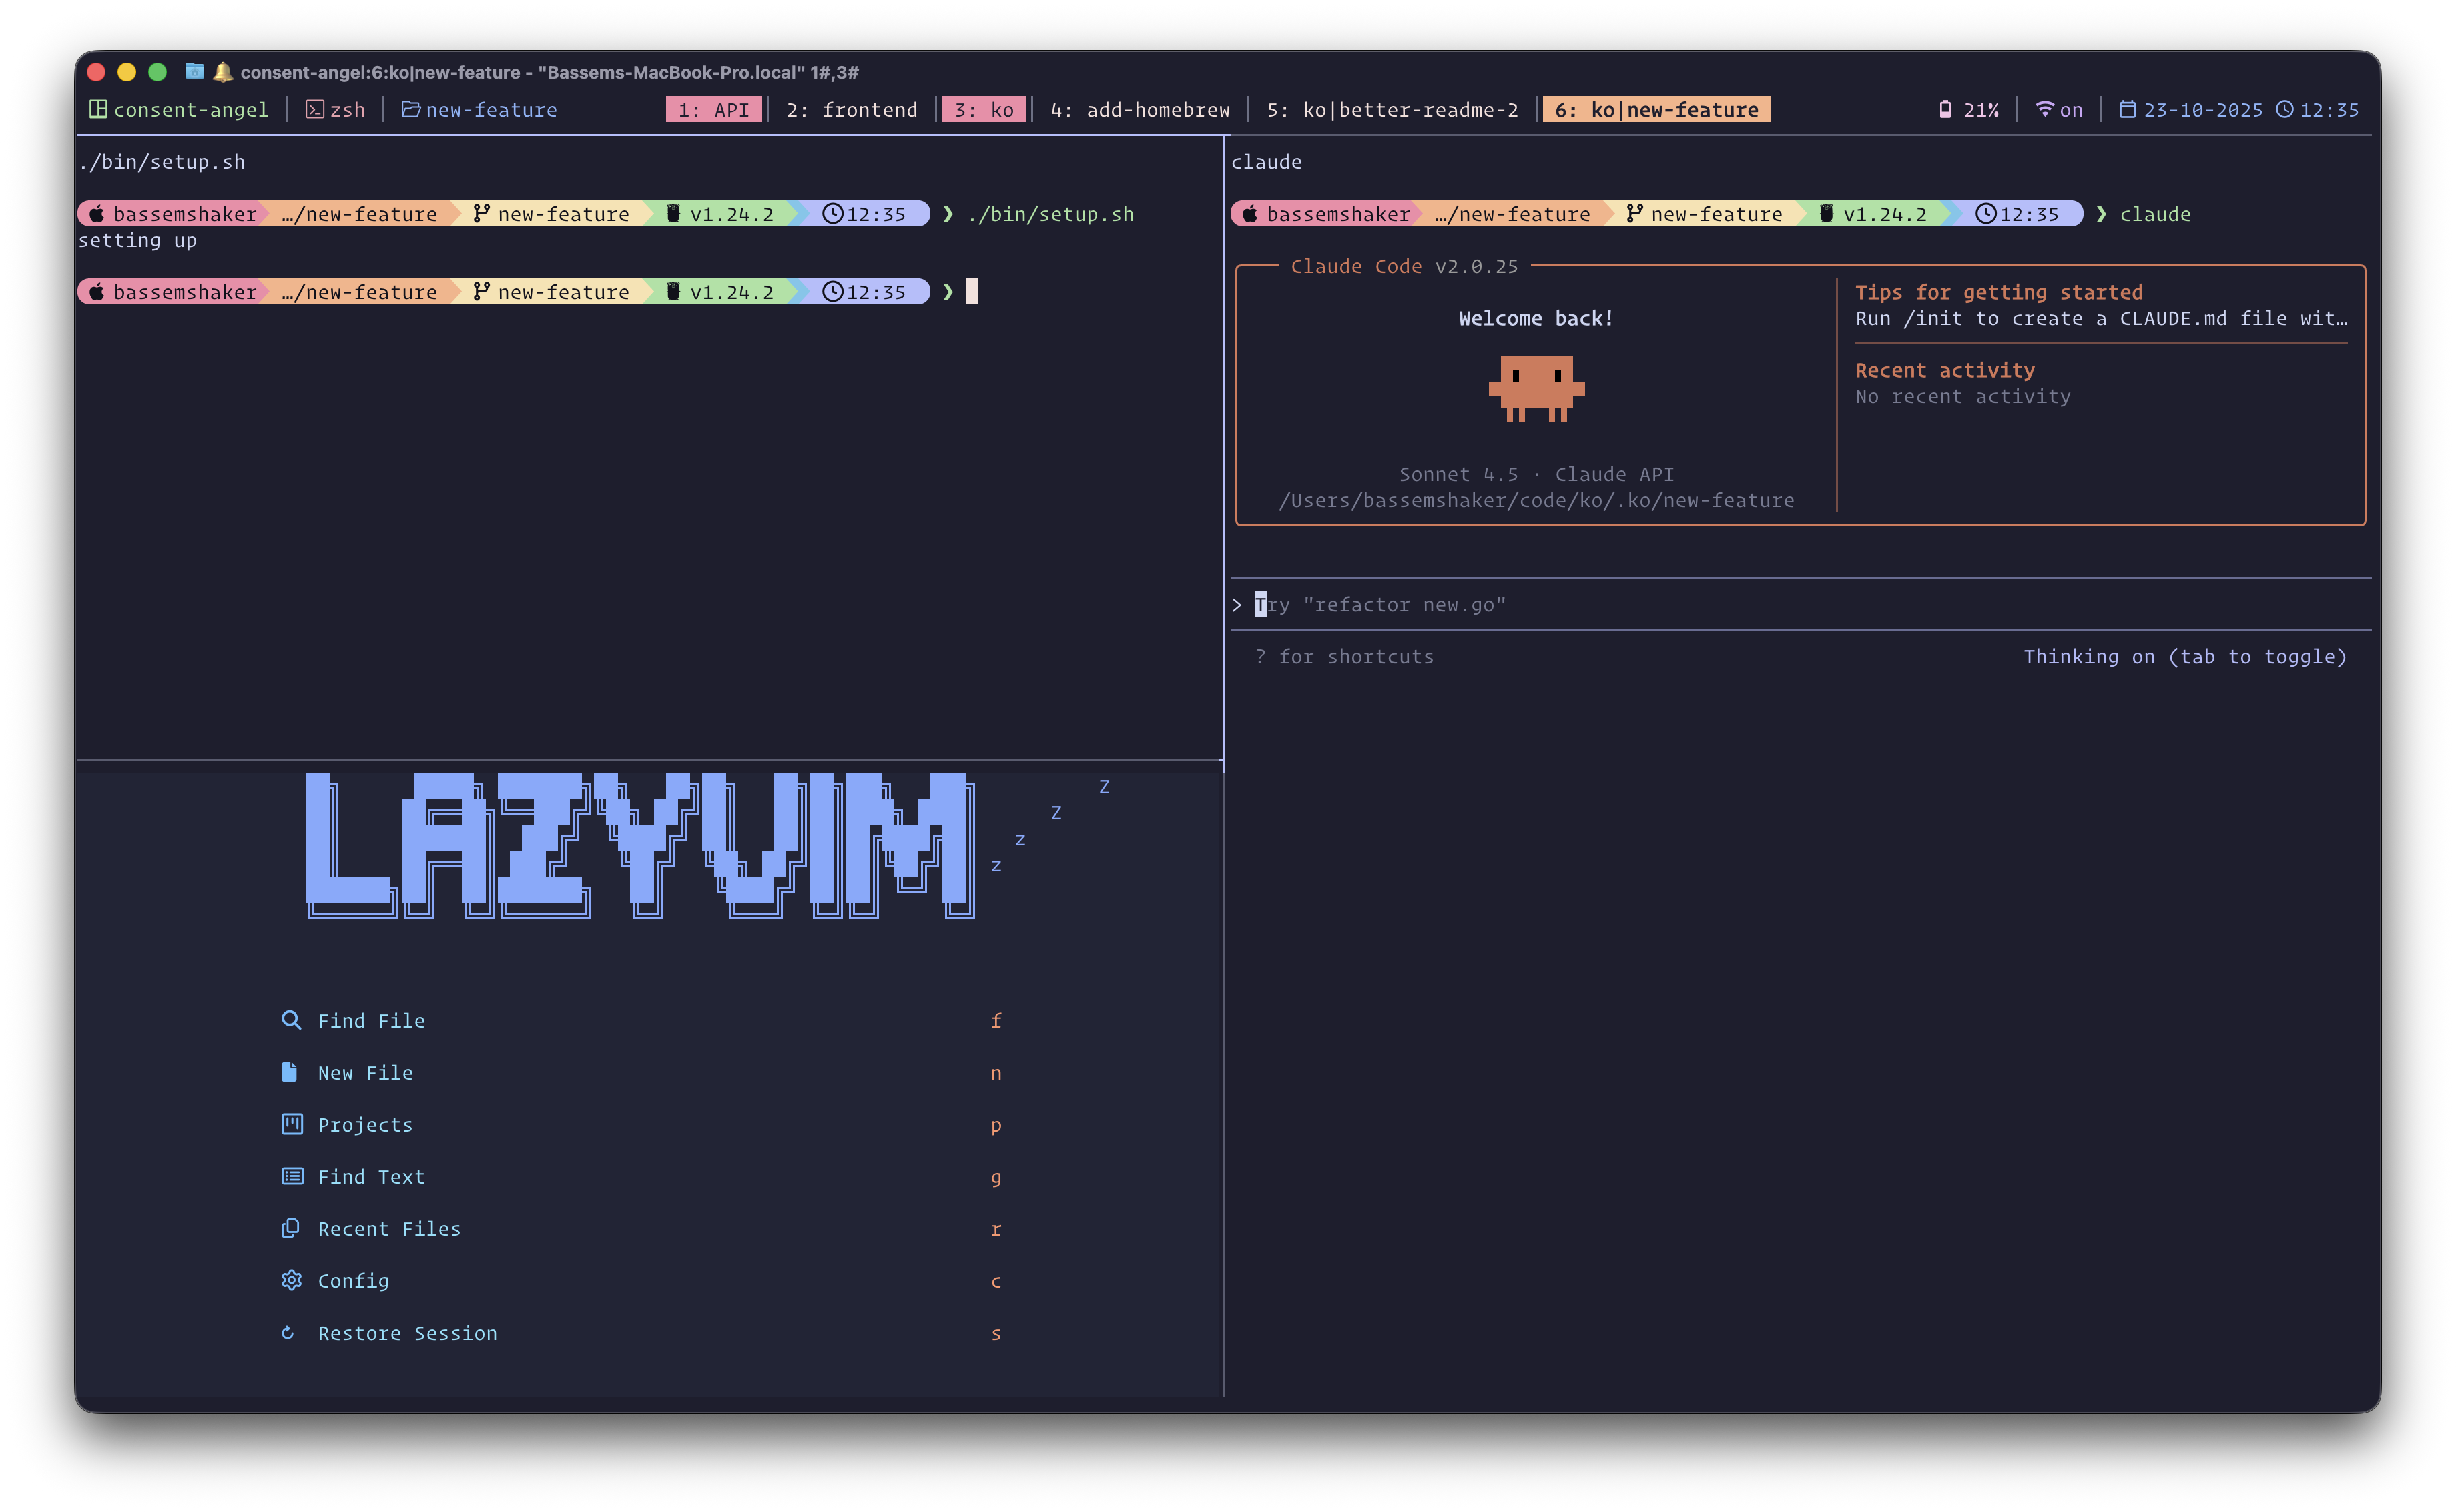 consent-angel:6:ko|new-feature - "Bassems-MacBook-Pro.local" 1#,3#
consent-angel | zsh | new-feature 1: API | 2: frontend | 3: ko | 4: add-homebrew | 5: ko|better-readme-2 | 6: ko|new-feature 21% | on | 23-10-2025 12:35
./bin/setup.sh
bassemshaker …/new-feature new-feature v1.24.2 12:35 ❯ ./bin/setup.sh
setting up
bassemshaker …/new-feature new-feature v1.24.2 12:35 ❯
claude
bassemshaker …/new-feature new-feature v1.24.2 12:35 ❯ claude
Claude Code v2.0.25
Welcome back!
Sonnet 4.5 · Claude API
/Users/bassemshaker/code/ko/.ko/new-feature
Tips for getting started
Run /init to create a CLAUDE.md file wit…
Recent activity
No recent activity
> Try "refactor new.go"
? for shortcuts Thinking on (tab to toggle)
LAZYVIM
Z
Z
z
z
Find File f
New File n
Projects p
Find Text g
Recent Files r
Config c
Restore Session s